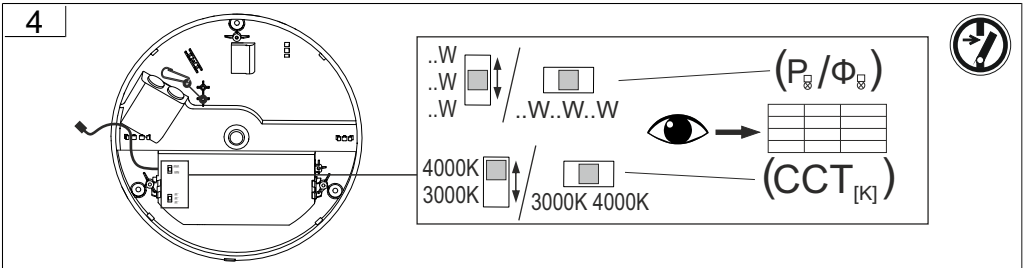 4
..W
..W
..W
..W..W..W
(P/Φ)
4000K
3000K
3000K 4000K
(CCT[K])